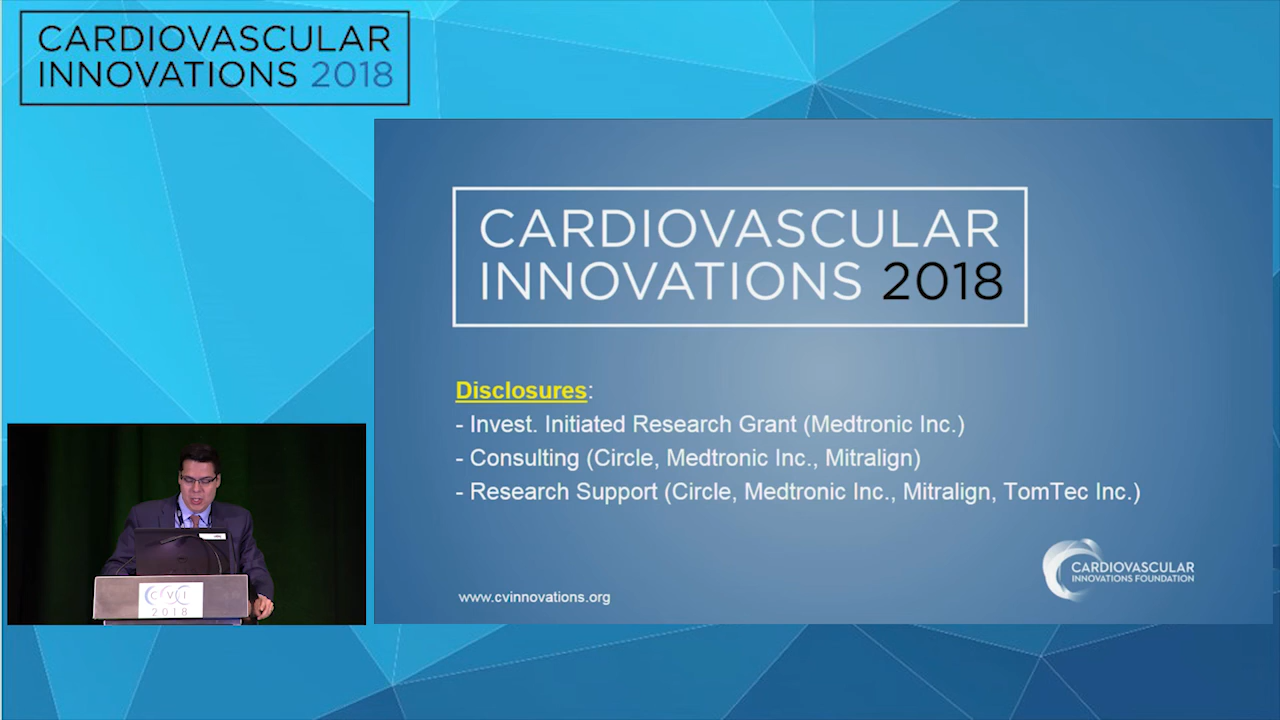 CARDIOVASCULAR
INNOVATIONS 2018
CARDIOVASCULAR
INNOVATIONS 2018
Disclosures:
- Invest. Initiated Research Grant (Medtronic Inc.)
- Consulting (Circle, Medtronic Inc., Mitralign)
- Research Support (Circle, Medtronic Inc., Mitralign, TomTec Inc.)
CARDIOVASCULAR
INNOVATIONS FOUNDATION
www.cvinnovations.org
CVI
2018